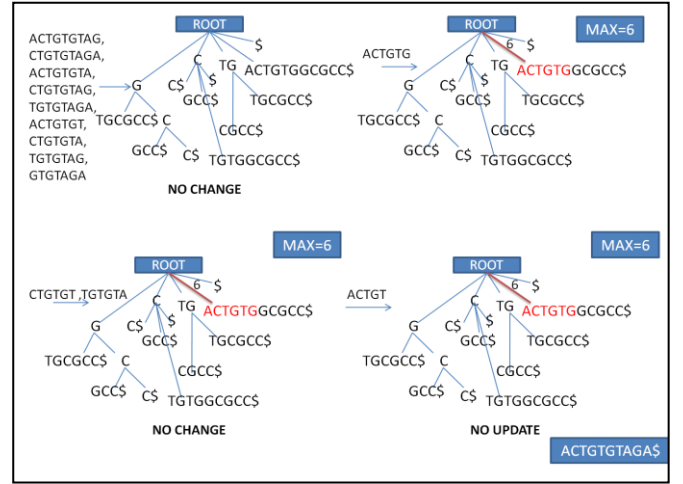 ACTGTGTAG,
CTGTGTAGA,
ACTGTGTA,
CTGTGTAG,
TGTGTAGA,
ACTGTGT,
CTGTGTA,
TGTGTAG,
GTGTAGA
ROOT
$
C TG ACTGTGGCGCC$
G C$ $
GCC$ TGCGCC$
TGCGCC$ C
CGCC$
GCC$ C$ TGTGGCGCC$
NO CHANGE
MAX=6
ACTGTG
ROOT
6 $
C TG ACTGTGGCGCC$
G C$ $
GCC$ TGCGCC$
TGCGCC$ C
CGCC$
GCC$ C$ TGTGGCGCC$
MAX=6
CTGTGT ,TGTGTA
ROOT
6 $
C TG ACTGTGGCGCC$
G C$ $
GCC$ TGCGCC$
TGCGCC$ C
CGCC$
GCC$ C$ TGTGGCGCC$
NO CHANGE
MAX=6
ACTGT
ROOT
6 $
C TG ACTGTGGCGCC$
G C$ $
GCC$ TGCGCC$
TGCGCC$ C
CGCC$
GCC$ C$ TGTGGCGCC$
NO UPDATE
ACTGTGTAGA$